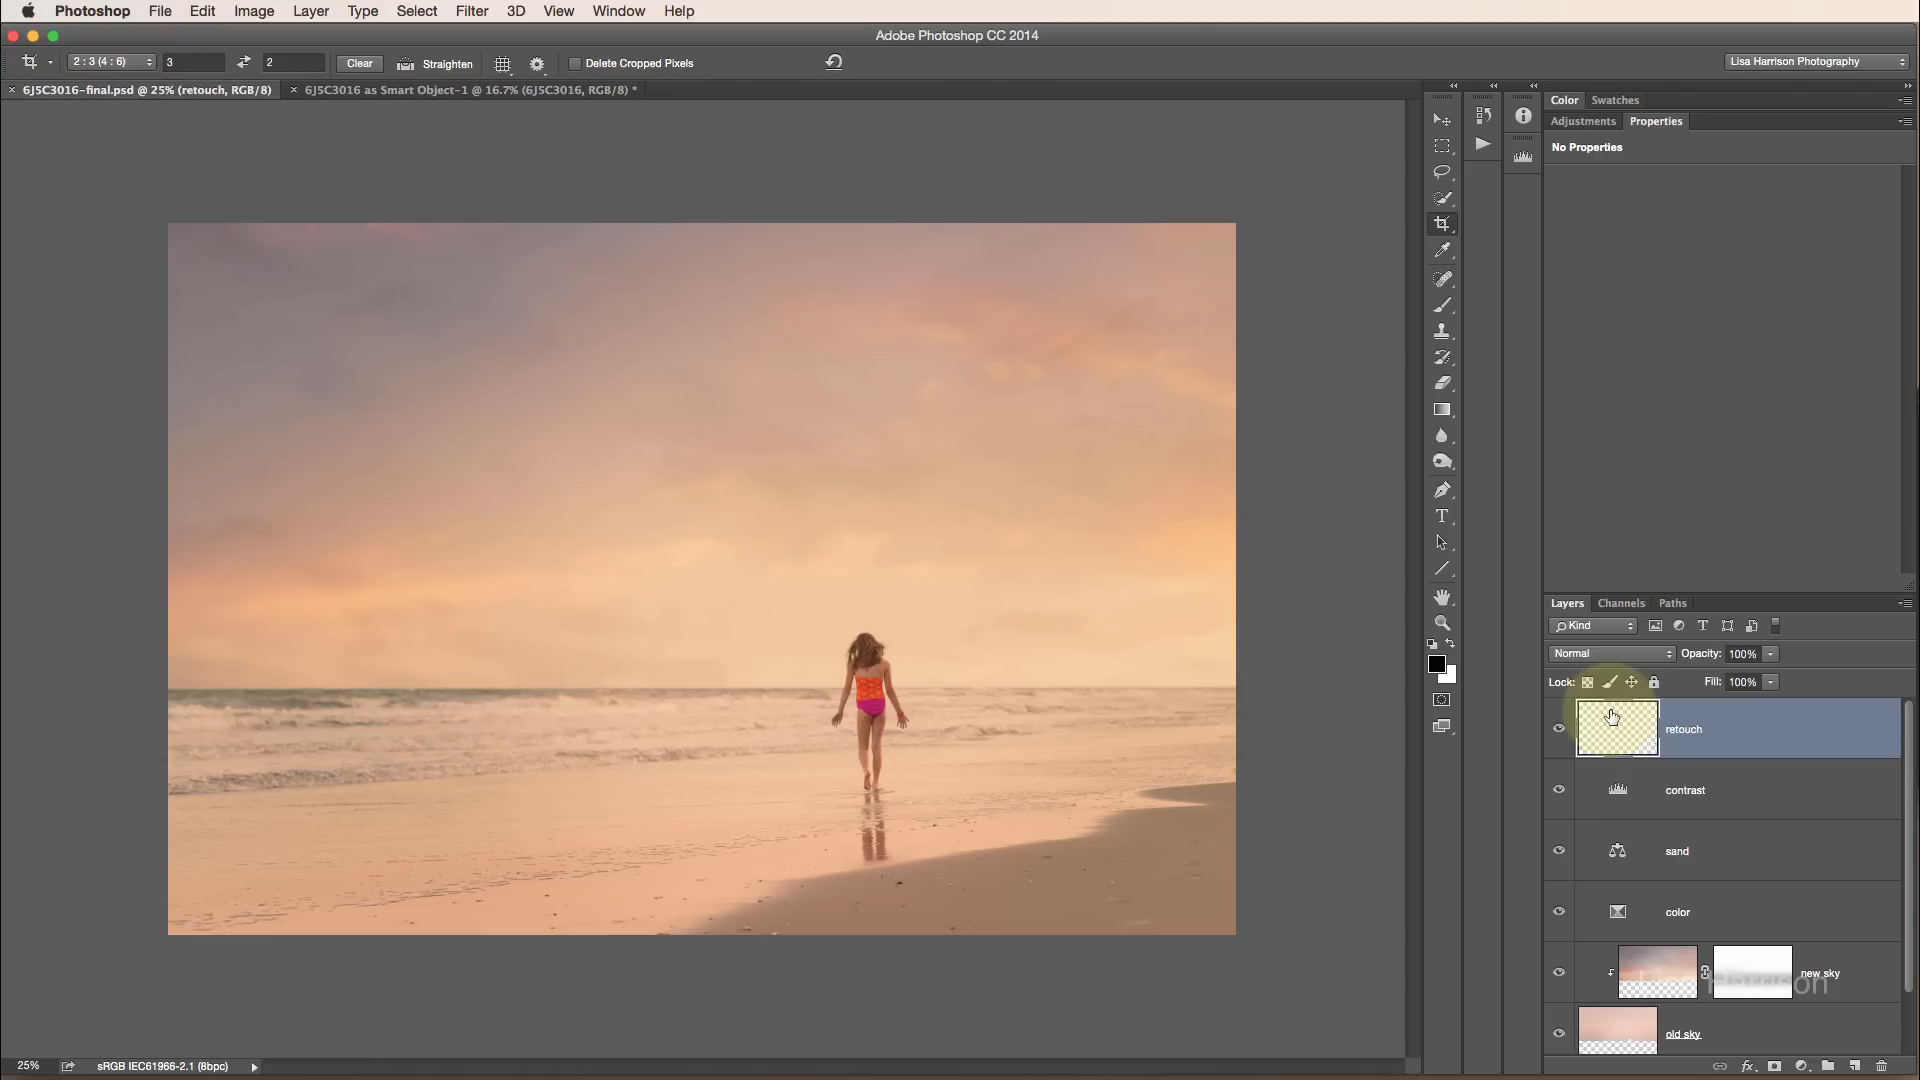 Photoshop File Edit Image Layer Type Select Filter 3D View Window Help
Adobe Photoshop CC 2014
2 : 3 (4 : 6) 3 2 Clear Straighten Delete Cropped Pixels Lisa Harrison Photography
6J5C3016-final.psd @ 25% (retouch, RGB/8) 6J5C3016 as Smart Object-1 @ 16.7% (6J5C3016, RGB/8) *
Color Swatches
Adjustments Properties
No Properties
Layers Channels Paths
Kind
Normal Opacity: 100%
Lock: Fill: 100%
retouch
contrast
sand
color
new sky
Harrison
old sky
25% sRGB IEC61966-2.1 (8bpc)